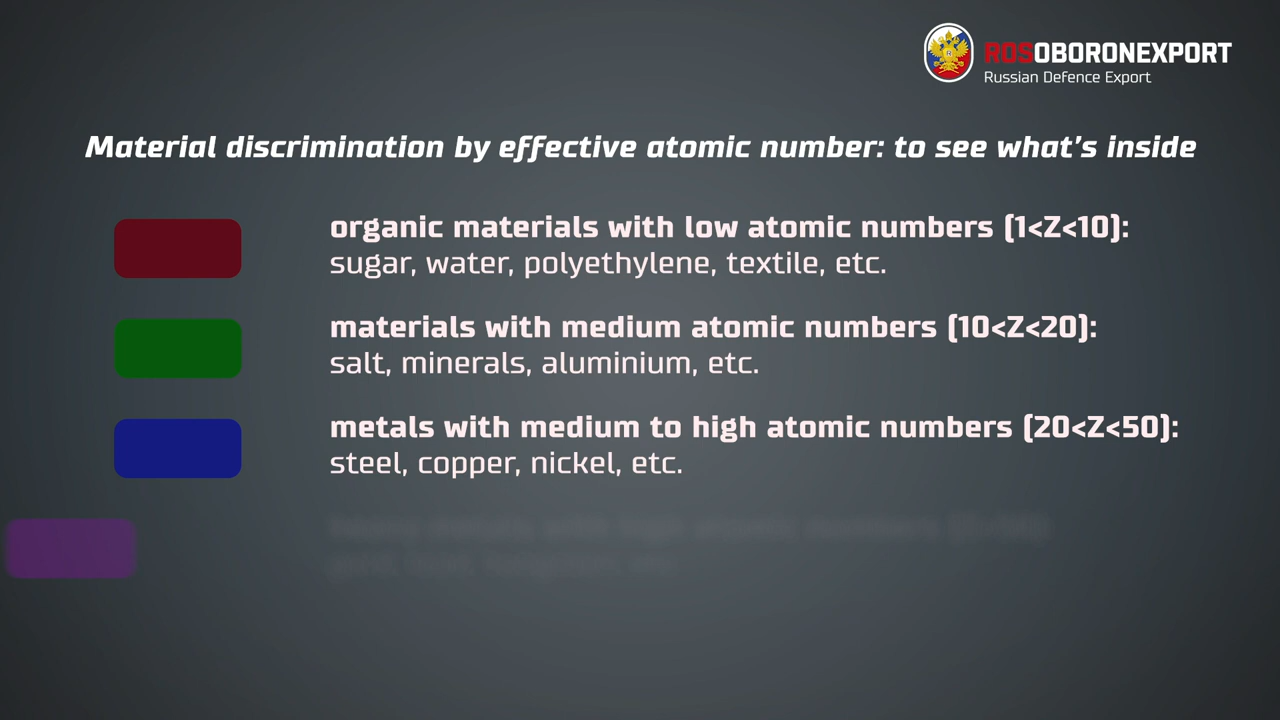 ROSOBORONEXPORT
Russian Defence Export
Material discrimination by effective atomic number: to see what's inside
organic materials with low atomic numbers (1<Z<10):
sugar, water, polyethylene, textile, etc.
materials with medium atomic numbers (10<Z<20):
salt, minerals, aluminium, etc.
metals with medium to high atomic numbers (20<Z<50):
steel, copper, nickel, etc.